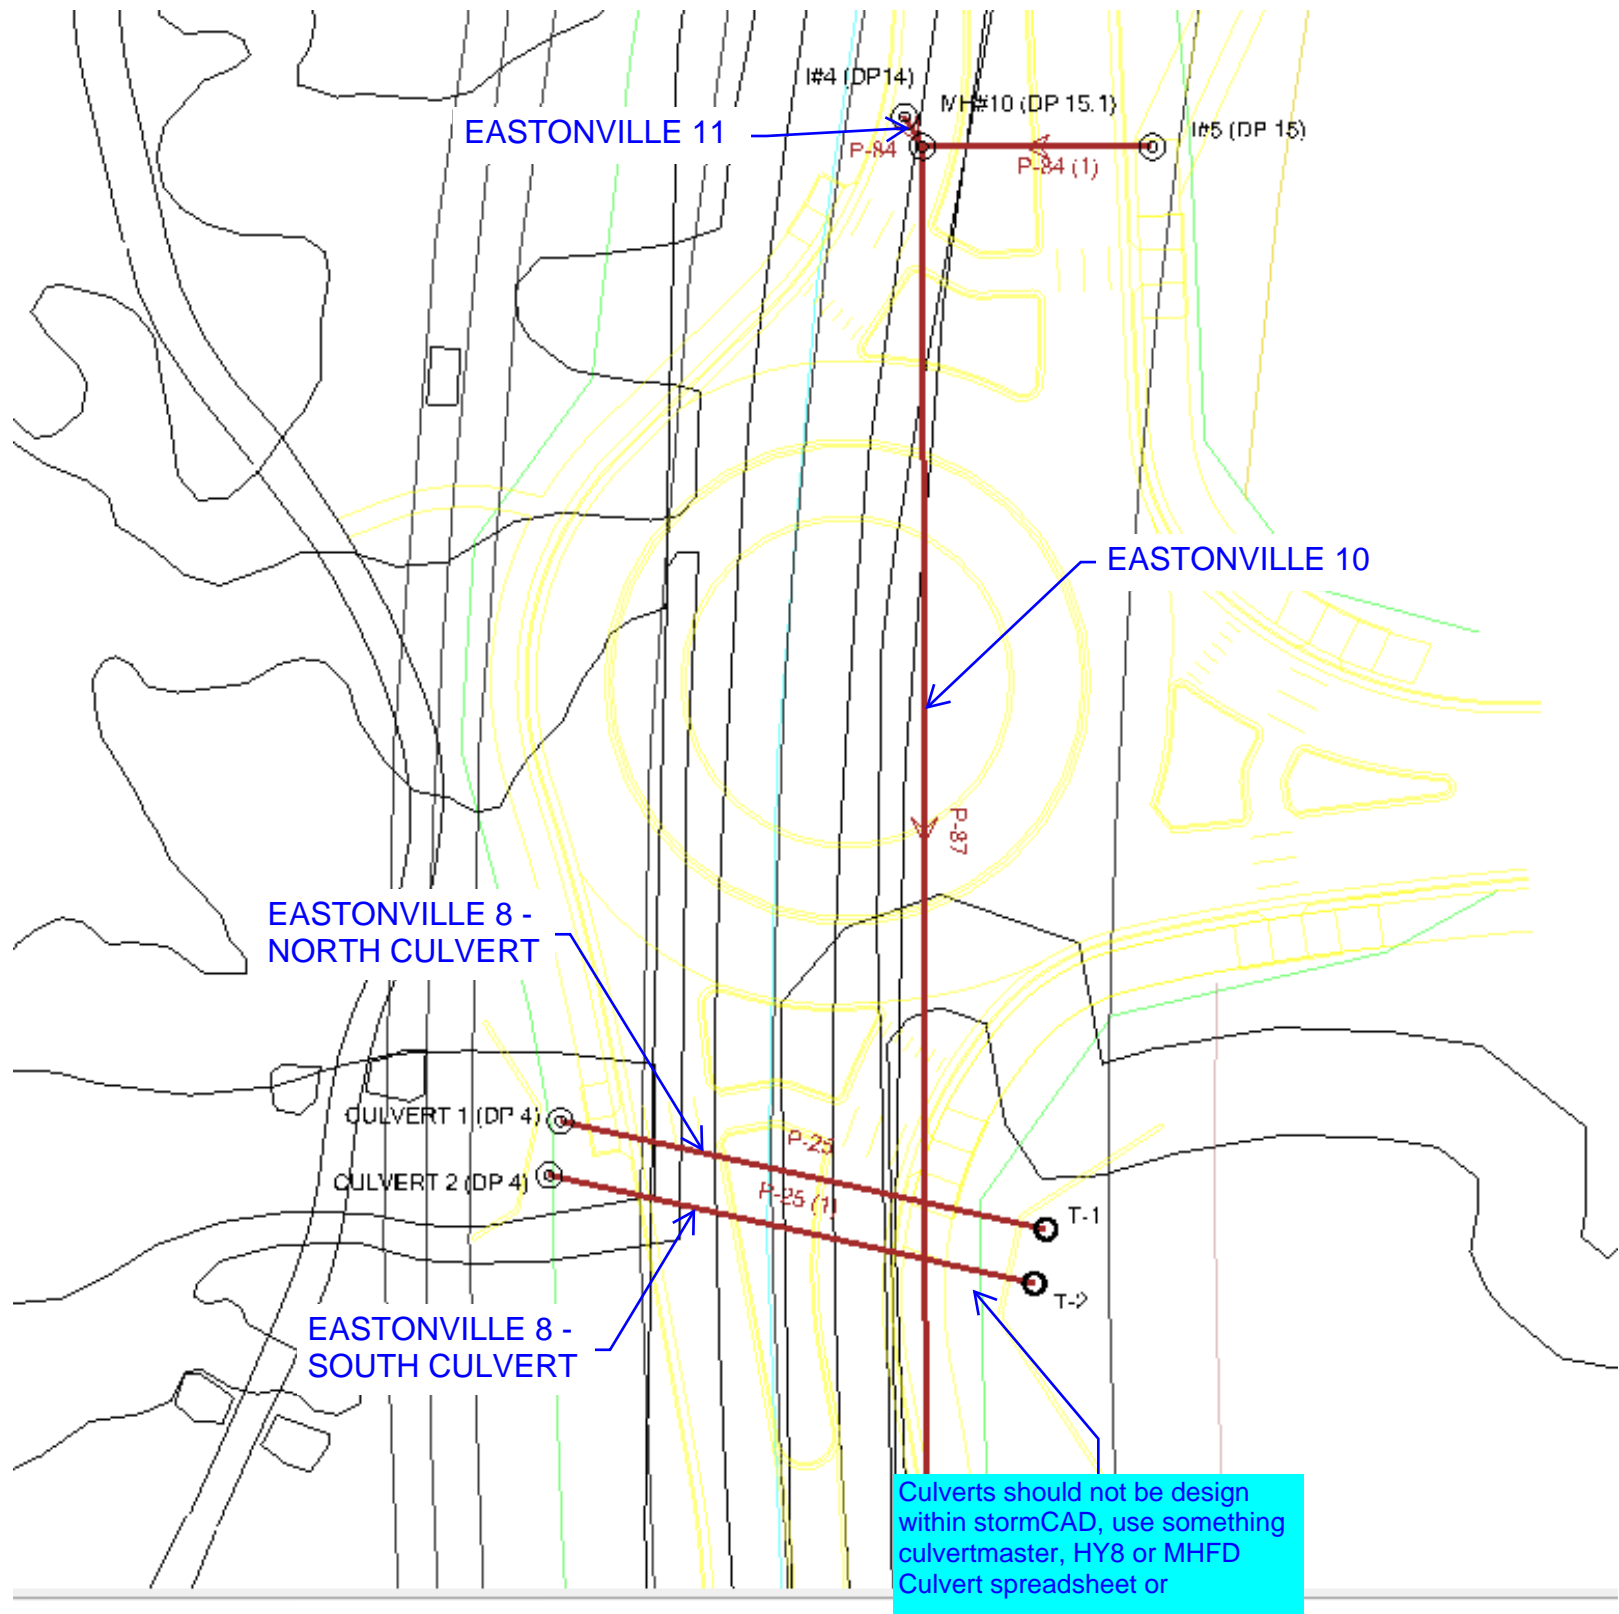 I#4 (DP14)
MH#10 (DP 15.1)
I#5 (DP 15)
EASTONVILLE 11
P-84
P-84 (1)
EASTONVILLE 10
P-87
EASTONVILLE 8 -
NORTH CULVERT
CULVERT 1 (DP 4)
P-25
CULVERT 2 (DP 4)
P-25 (1)
T-1
T-2
EASTONVILLE 8 -
SOUTH CULVERT
Culverts should not be design
within stormCAD, use something
culvertmaster, HY8 or MHFD
Culvert spreadsheet or